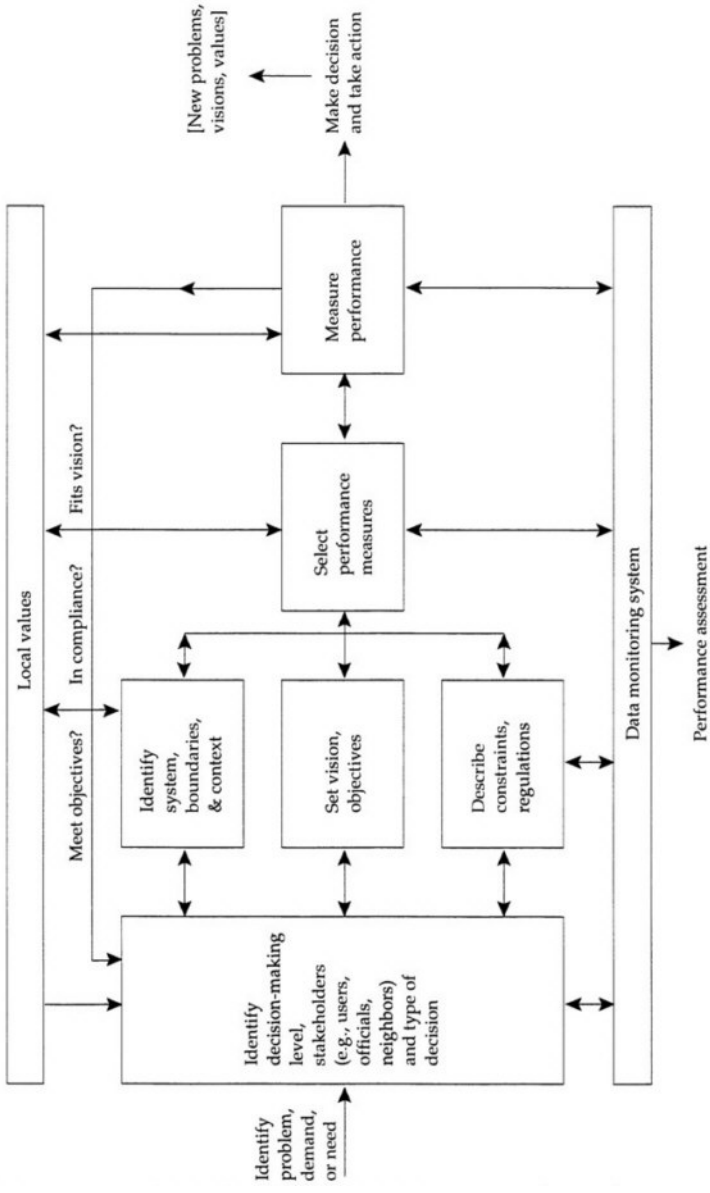 Local values
Meet objectives?
In compliance?
Fits vision?
[New problems,
visions, values]
Identify
problem,
demand,
or need
Identify
decision-making
level,
stakeholders
(e.g., users,
officials,
neighbors)
and type of
decision
Identify
system,
boundaries,
& context
Set vision,
objectives
Describe
constraints,
regulations
Select
performance
measures
Measure
performance
Make decision
and take action
Data monitoring system
Performance assessment